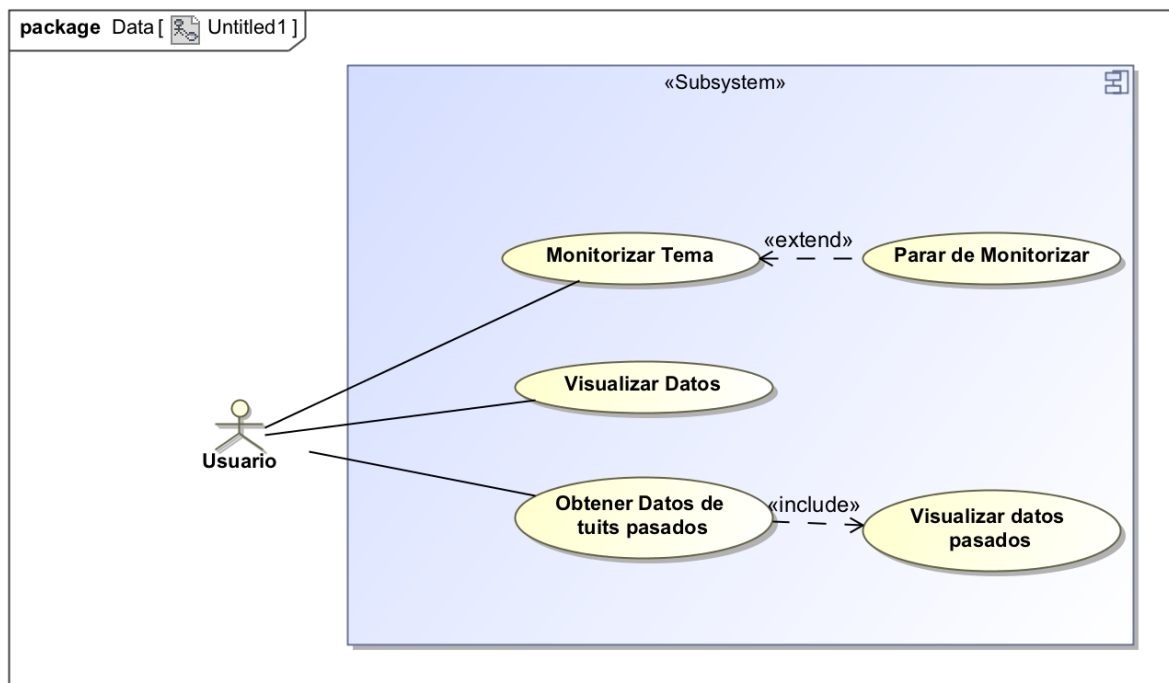 package Data [ Untitled1 ]
«Subsystem»
Monitorizar Tema
«extend»
Parar de Monitorizar
Visualizar Datos
Usuario
Obtener Datos de
tuits pasados
«include»
Visualizar datos
pasados